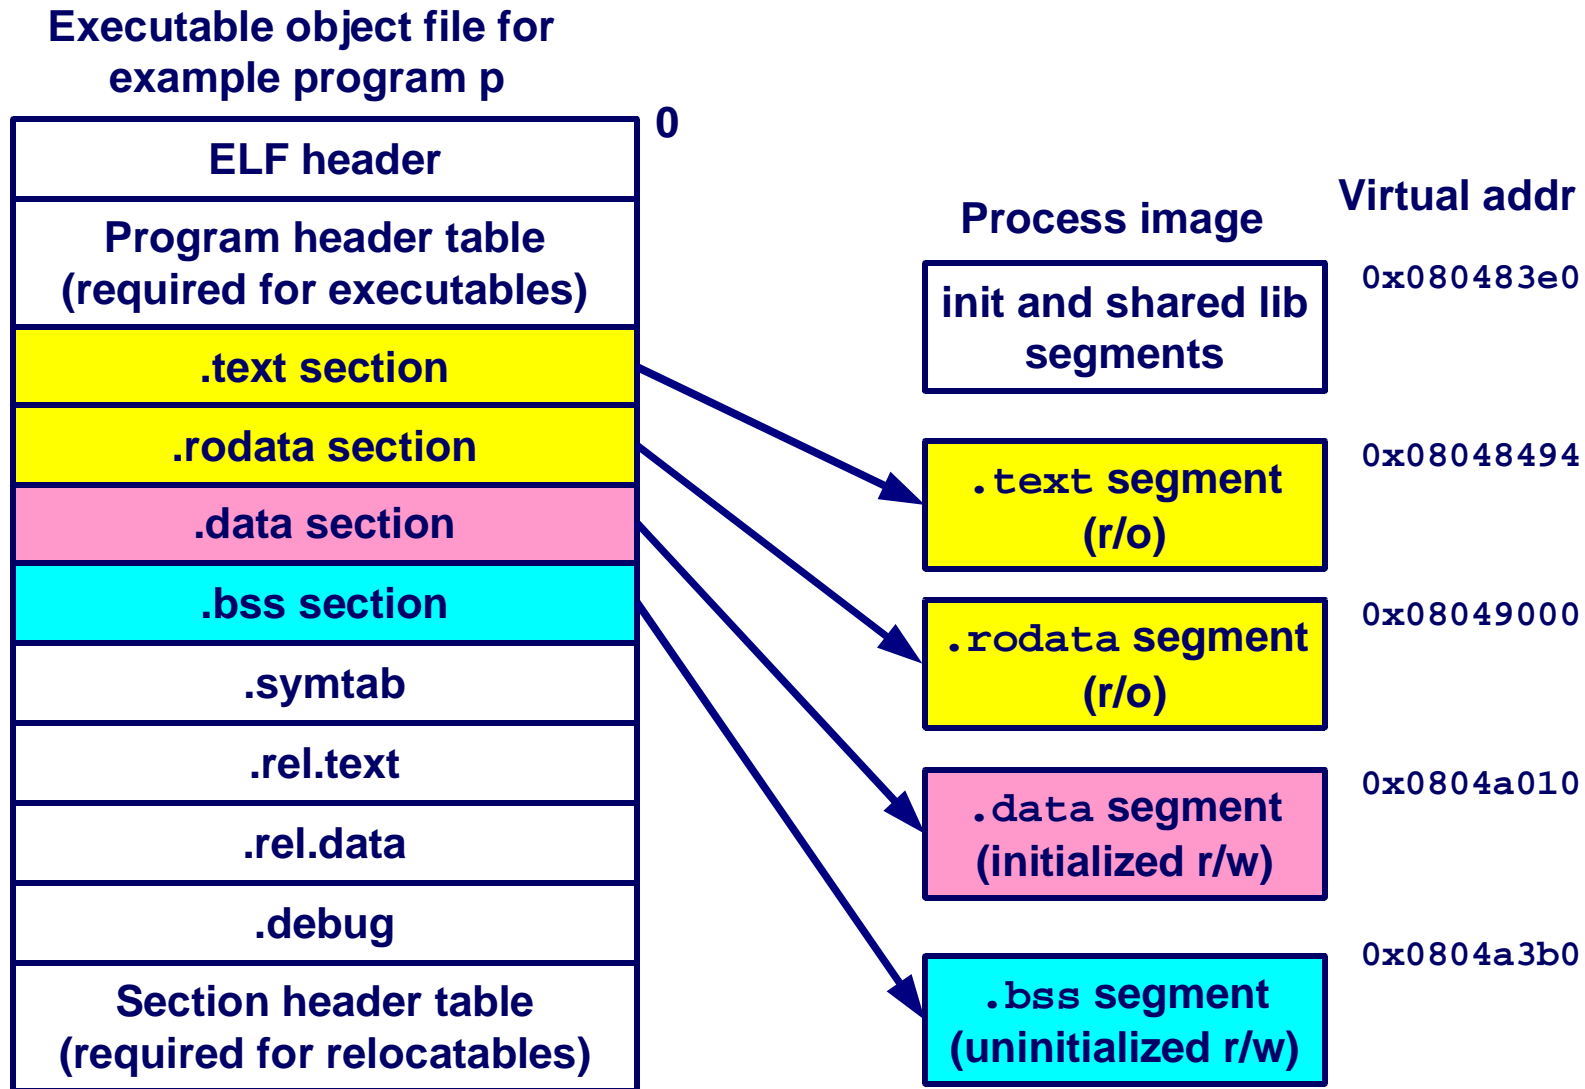 Executable object file for
example program p
0
ELF header
Program header table
(required for executables)
.text section
.rodata section
.data section
.bss section
.symtab
.rel.text
.rel.data
.debug
Section header table
(required for relocatables)
Process image
Virtual addr
init and shared lib
segments
0x080483e0
.text segment
(r/o)
0x08048494
.rodata segment
(r/o)
0x08049000
.data segment
(initialized r/w)
0x0804a010
.bss segment
(uninitialized r/w)
0x0804a3b0